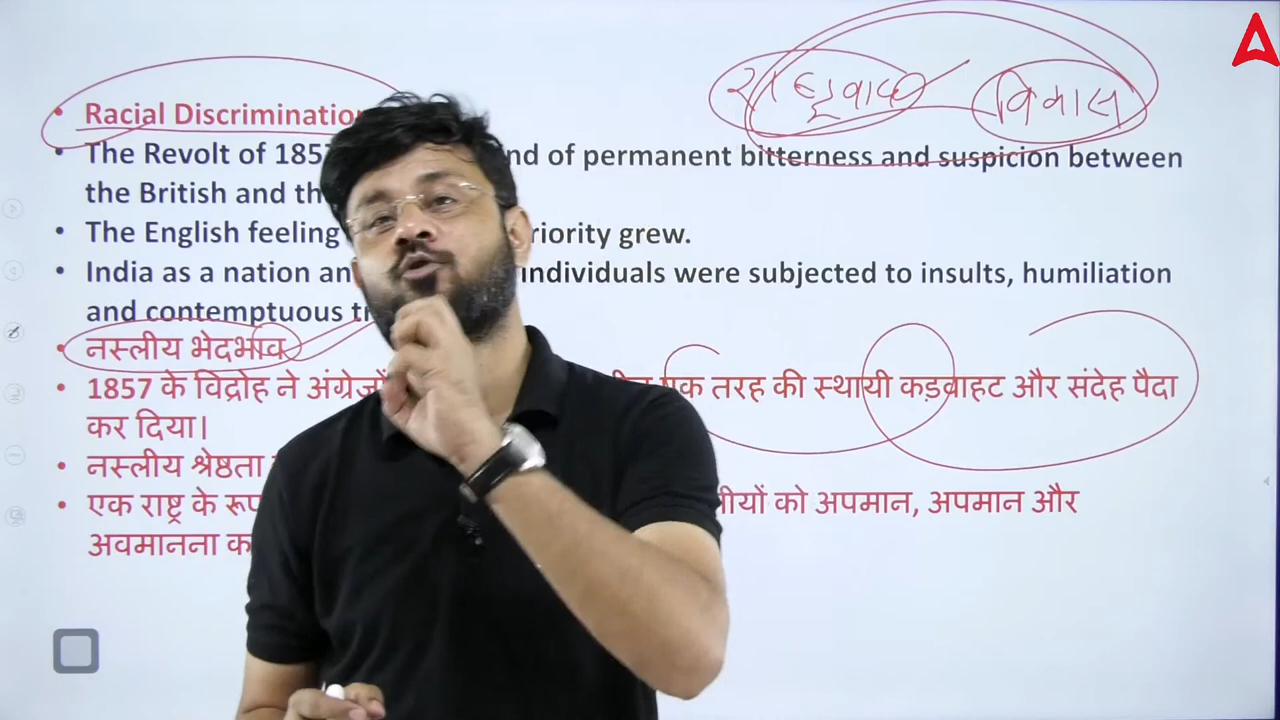 राष्ट्रवाद विकास
• Racial Discrimination
• The Revolt of 185 nd of permanent bitterness and suspicion between
the British and th
• The English feeling riority grew.
• India as a nation an individuals were subjected to insults, humiliation
and contemptuous t
• नस्लीय भेदभाव
• 1857 के विद्रोह ने अंग्रेजों एक तरह की स्थायी कड़वाहट और संदेह पैदा
कर दिया।
• नस्लीय श्रेष्ठता
• एक राष्ट्र के रूप ीयों को अपमान, अपमान और
अवमानना क